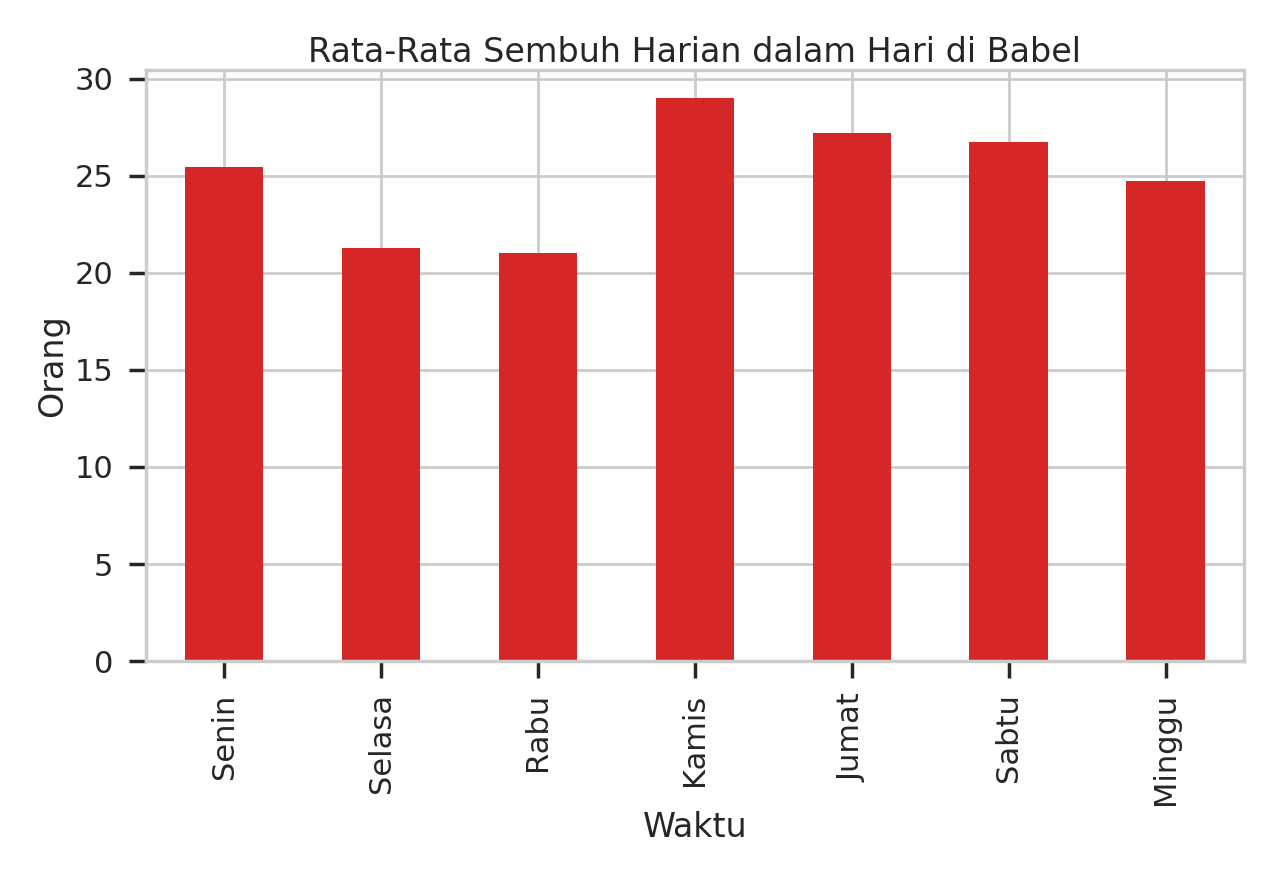 Rata-Rata Sembuh Harian dalam Hari di Babel
30
25
20
15
10
5
0
Orang
Senin
Selasa
Rabu
Kamis
Jumat
Sabtu
Minggu
Waktu